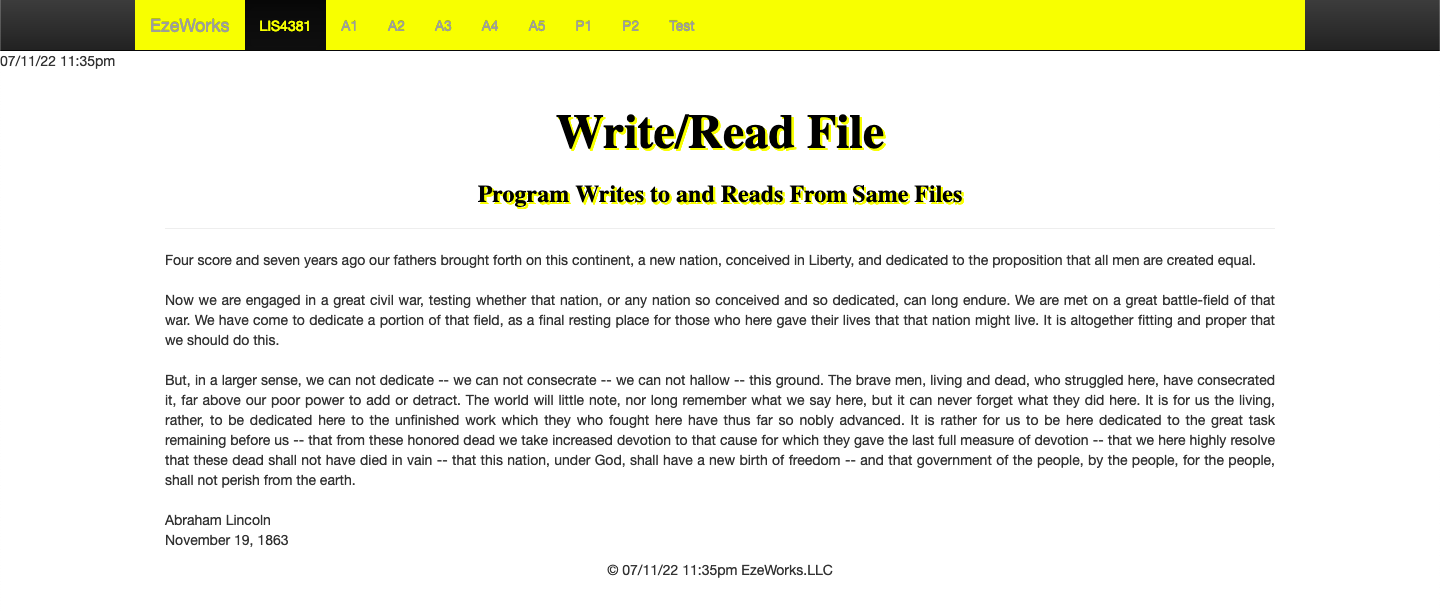 EzeWorks LIS4381 A1 A2 A3 A4 A5 P1 P2 Test
07/11/22 11:35pm
Write/Read File
Program Writes to and Reads From Same Files
Four score and seven years ago our fathers brought forth on this continent, a new nation, conceived in Liberty, and dedicated to the proposition that all men are created equal.
Now we are engaged in a great civil war, testing whether that nation, or any nation so conceived and so dedicated, can long endure. We are met on a great battle-field of that
war. We have come to dedicate a portion of that field, as a final resting place for those who here gave their lives that that nation might live. It is altogether fitting and proper that
we should do this.
But, in a larger sense, we can not dedicate -- we can not consecrate -- we can not hallow -- this ground. The brave men, living and dead, who struggled here, have consecrated
it, far above our poor power to add or detract. The world will little note, nor long remember what we say here, but it can never forget what they did here. It is for us the living,
rather, to be dedicated here to the unfinished work which they who fought here have thus far so nobly advanced. It is rather for us to be here dedicated to the great task
remaining before us -- that from these honored dead we take increased devotion to that cause for which they gave the last full measure of devotion -- that we here highly resolve
that these dead shall not have died in vain -- that this nation, under God, shall have a new birth of freedom -- and that government of the people, by the people, for the people,
shall not perish from the earth.
Abraham Lincoln
November 19, 1863
© 07/11/22 11:35pm EzeWorks.LLC